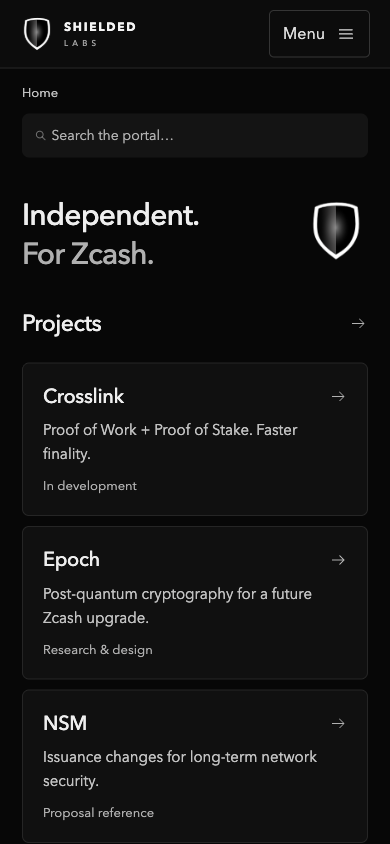 SHIELDED
LABS
Menu
Home
Search the portal...
Independent.
For Zcash.
Projects
Crosslink
Proof of Work + Proof of Stake. Faster
finality.
In development
Epoch
Post-quantum cryptography for a future
Zcash upgrade.
Research & design
NSM
Issuance changes for long-term network
security.
Proposal reference